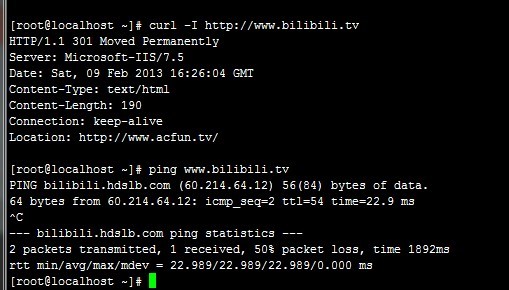 [root@localhost ~]# curl -I http://www.bilibili.tv
HTTP/1.1 301 Moved Permanently
Server: Microsoft-IIS/7.5
Date: Sat, 09 Feb 2013 16:26:04 GMT
Content-Type: text/html
Content-Length: 190
Connection: keep-alive
Location: http://www.acfun.tv/
[root@localhost ~]# ping www.bilibili.tv
PING bilibili.hdslb.com (60.214.64.12) 56(84) bytes of data.
64 bytes from 60.214.64.12: icmp_seq=2 ttl=54 time=22.9 ms
^C
--- bilibili.hdslb.com ping statistics ---
2 packets transmitted, 1 received, 50% packet loss, time 1892ms
rtt min/avg/max/mdev = 22.989/22.989/22.989/0.000 ms
[root@localhost ~]#